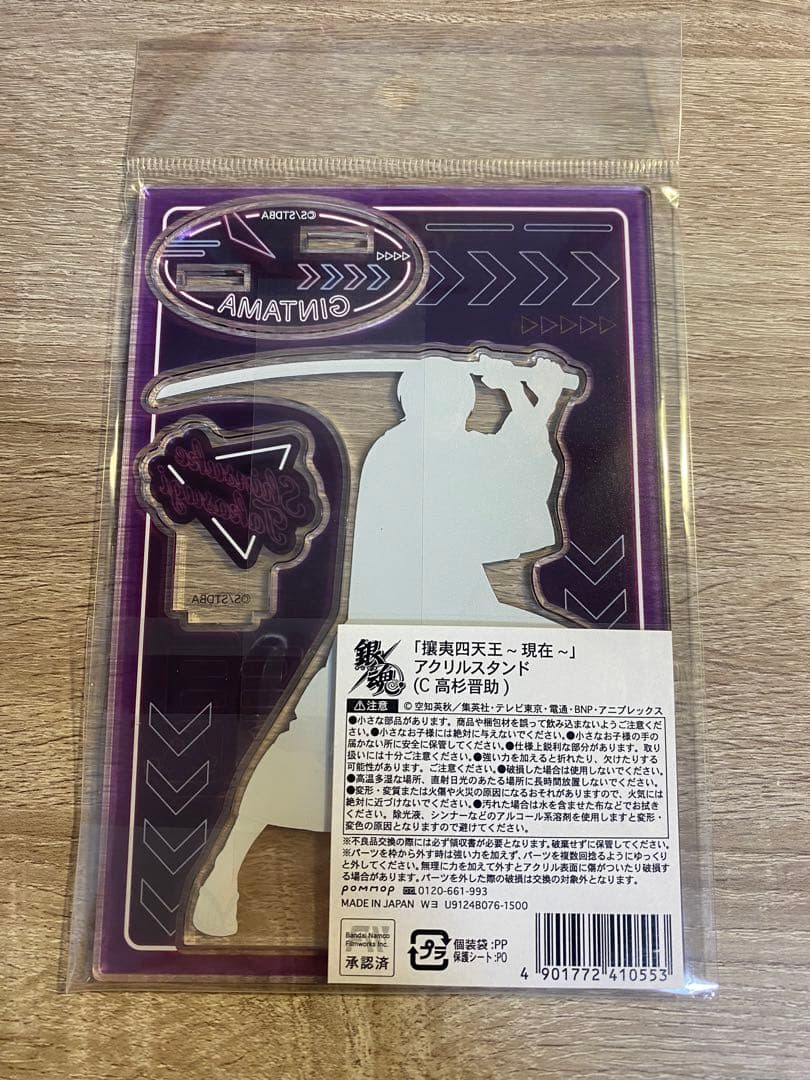 ©S/STDBA
GINTAMA
Shinsuke
Takasugi
©S/STDBA
銀魂
「攘夷四天王~現在~」
アクリルスタンド
(C 高杉晋助)
注意 © 空知英秋/集英社・テレビ東京・電通・BNP・アニプレックス
●小さな部品があります。商品や梱包材を誤って飲み込まないようご注意くださ
い。●小さなお子様には絶対に与えないでください。●小さなお子様の手の
届かない所に安全に保管してください。●仕様上鋭利な部分があります。取り
扱いには十分ご注意ください。●強い力を加えると折れたり、欠けたりする
可能性があります。ご注意ください。●破損した場合は使用しないでください。
●高温多湿な場所、直射日光のあたる場所に長時間放置しないでください。
●変形・変質または火傷や火災の原因になるおそれがありますので、火気には
絶対に近づけないでください。●汚れた場合は水を含ませた布などでお拭き
ください。除光液、シンナーなどのアルコール系溶剤を使用しますと変形・
変色の原因となりますので避けてください。
※不良品交換の際には必ず領収書が必要となります。破棄せずに保管してください。
※パーツを枠から外す時は強い力を加えず、パーツを複数回捻るようにゆっくり
と外してください。無理に力を加えて外すとアクリル表面に傷がついたり破損す
る場合があります。パーツを外した際の破損は交換の対象外となります。
pommop 0120-661-993
MADE IN JAPAN Wヨ U9124B076-1500
Bandai Namco
Filmworks Inc.
承認済
プラ
個装袋:PP
保護シート:PO
4 901772 410553